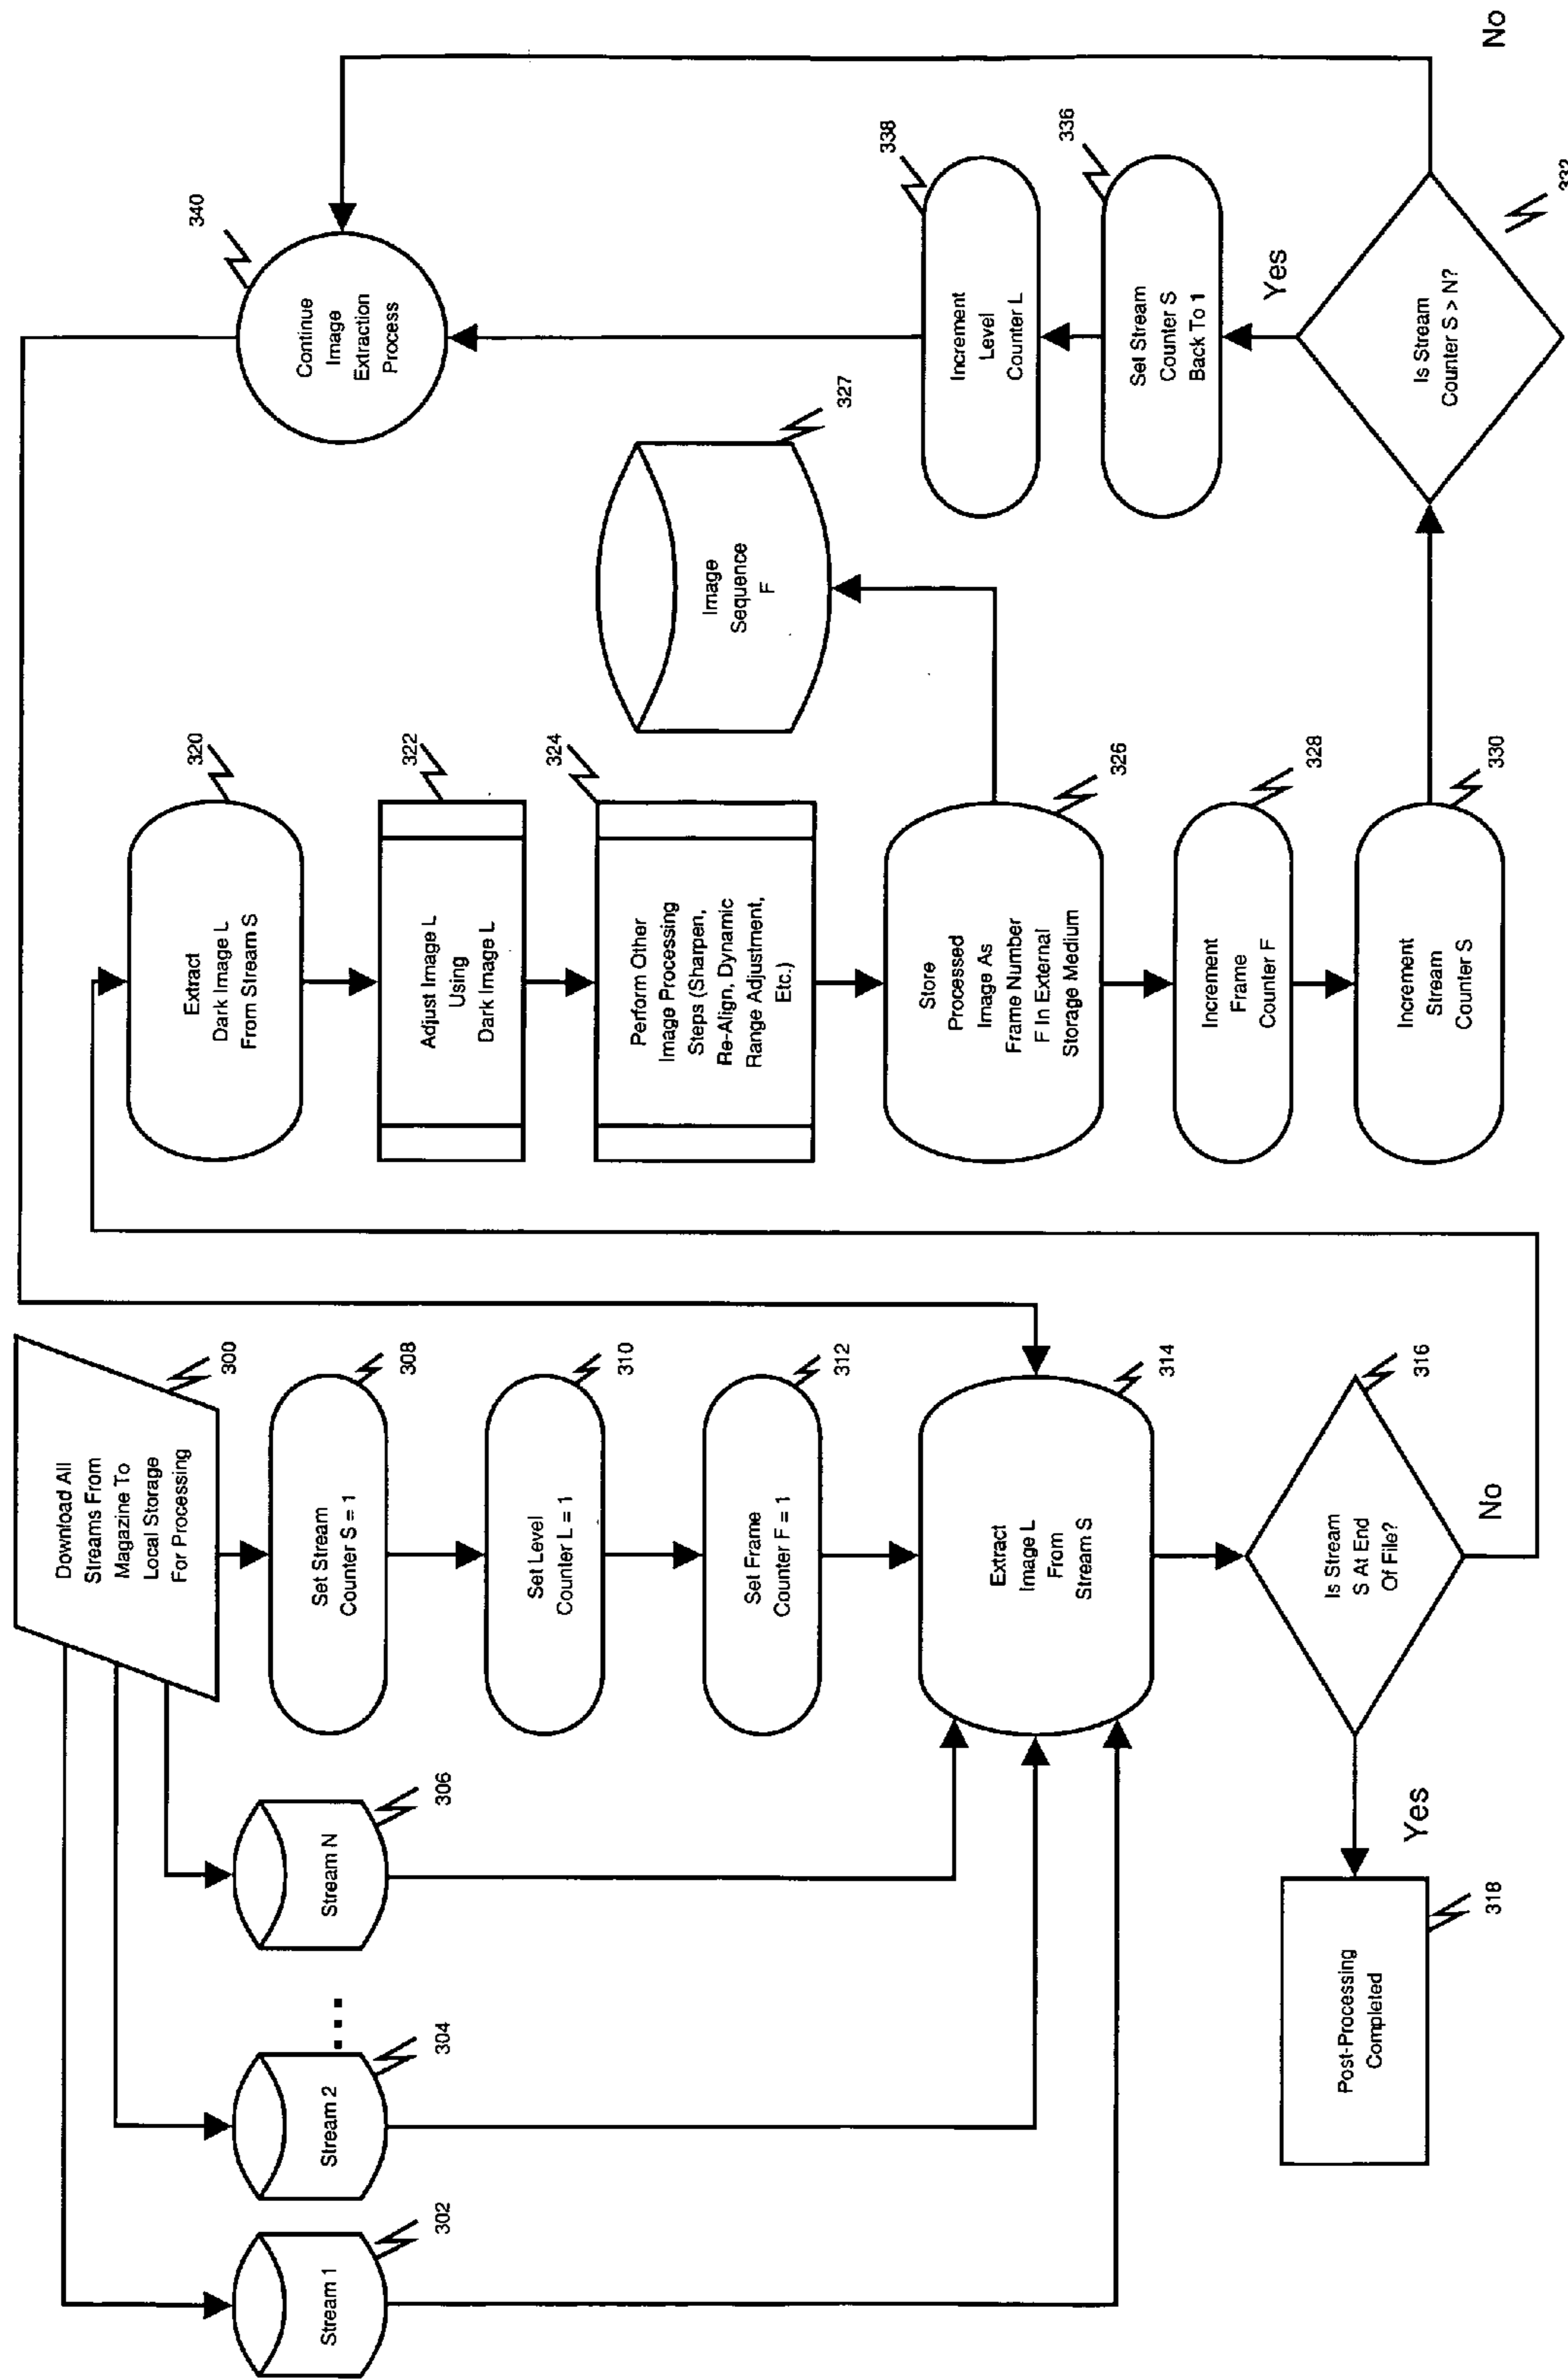 Download All
Streams From
Magazine To
Local Storage
For Processing
300
Stream 1
302
Stream 2
304
...
Stream N
306
Set Stream
Counter S = 1
308
Set Level
Counter L = 1
310
Set Frame
Counter F = 1
312
Extract
Image L
From
Stream S
314
Is Stream
S At End
Of File?
316
Yes
No
Post-Processing
Completed
318
Extract
Dark Image L
From Stream S
320
Adjust Image L
Using
Dark Image L
322
Perform Other
Image Processing
Steps (Sharpen,
Re-Align, Dynamic
Range Adjustment,
Etc.)
324
Store
Processed
Image As
Frame Number
F In External
Storage Medium
326
Image
Sequence
F
327
Increment
Frame
Counter F
328
Increment
Stream
Counter S
330
Is Stream
Counter S > N?
Yes
No
Set Stream
Counter S
Back To 1
336
Increment
Level
Counter L
338
Continue
Image
Extraction
Process
340